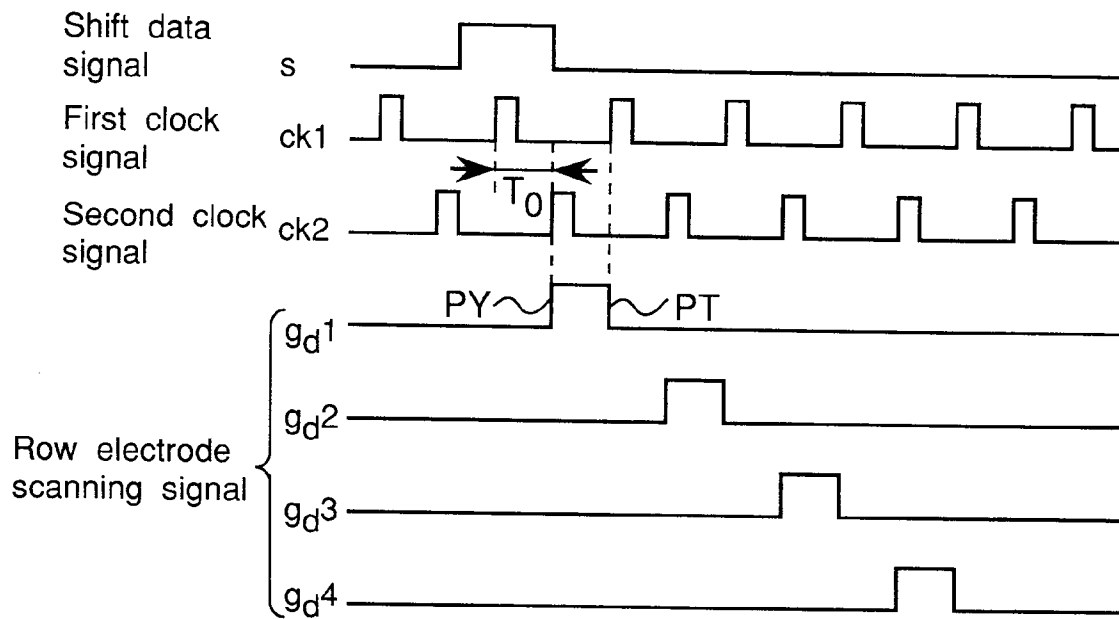 Shift data
signal s
First clock
signal ck1
T0
Second clock
signal ck2
PY PT
gd1
gd2
Row electrode
scanning signal
gd3
gd4